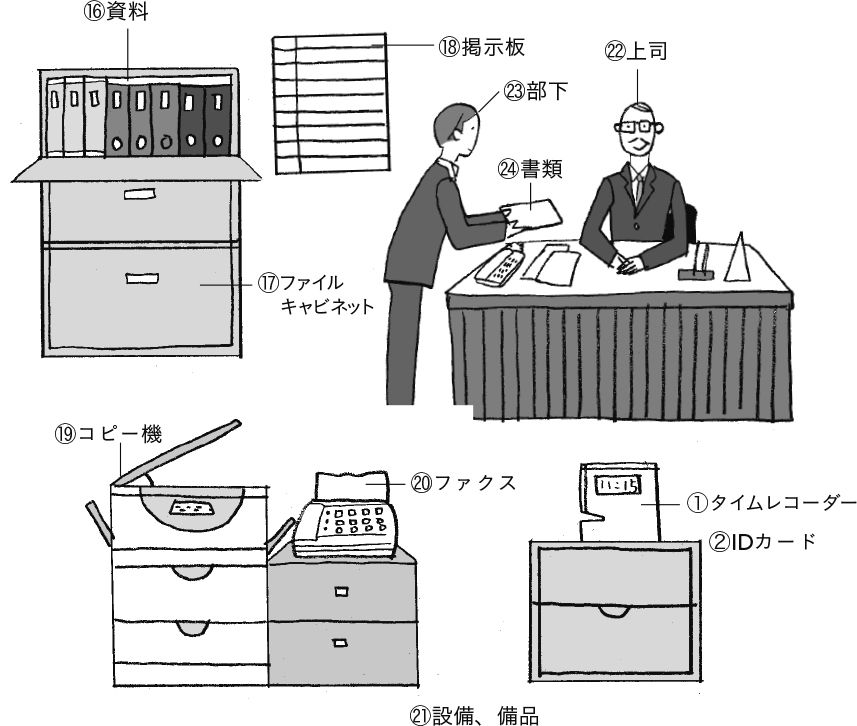 ⑯資料
⑱掲示板
㉒上司
㉓部下
㉔書類
⑰ファイル
キャビネット
⑲コピー機
⑳ファクス
11:15
①タイムレコーダー
②IDカード
㉑設備、備品